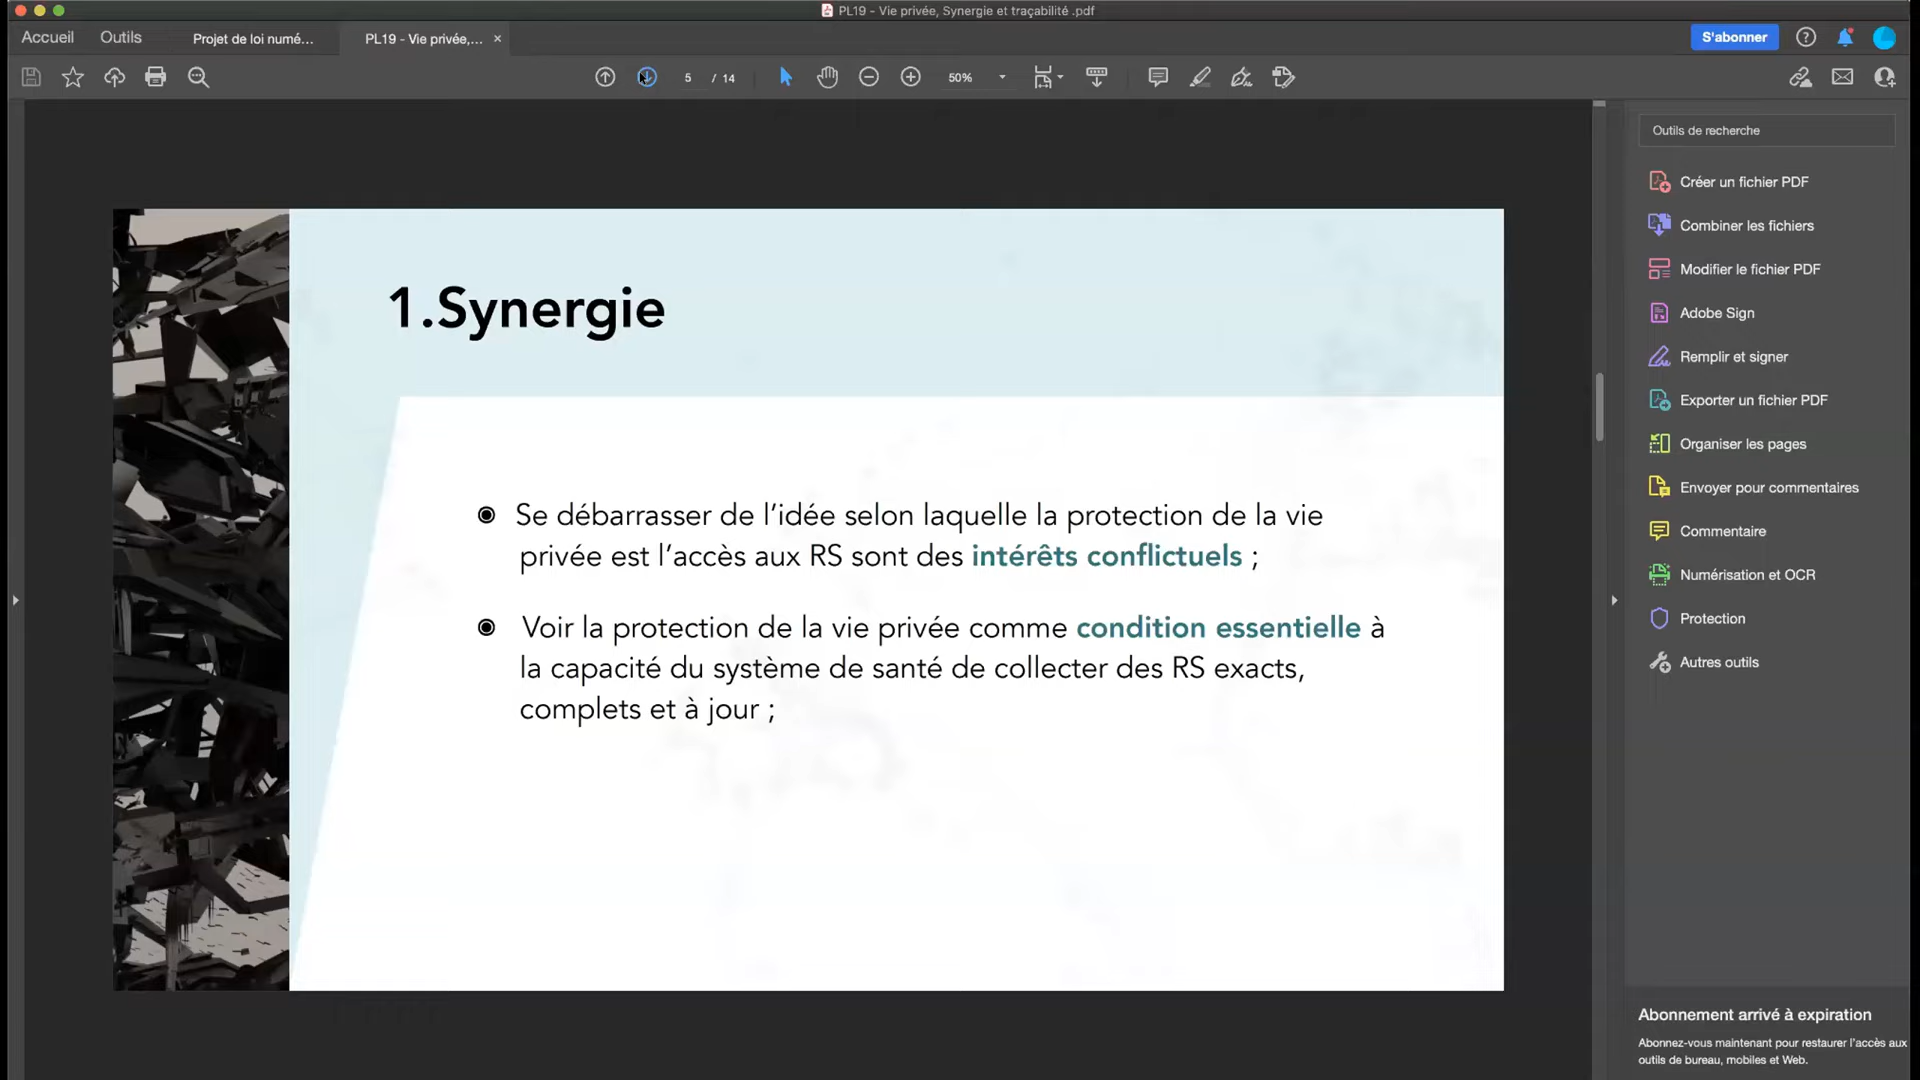 PL19 - Vie privée, Synergie et traçabilité .pdf
Accueil
Outils
Projet de loi numé...
PL19 - Vie privée,...
S'abonner
5 / 14
50%
Outils de recherche
Créer un fichier PDF
Combiner les fichiers
Modifier le fichier PDF
Adobe Sign
Remplir et signer
Exporter un fichier PDF
Organiser les pages
Envoyer pour commentaires
Commentaire
Numérisation et OCR
Protection
Autres outils
1.Synergie
Se débarrasser de l'idée selon laquelle la protection de la vie
privée est l'accès aux RS sont des intérêts conflictuels ;
Voir la protection de la vie privée comme condition essentielle à
la capacité du système de santé de collecter des RS exacts,
complets et à jour ;
Abonnement arrivé à expiration
Abonnez-vous maintenant pour restaurer l'accès aux
outils de bureau, mobiles et Web.